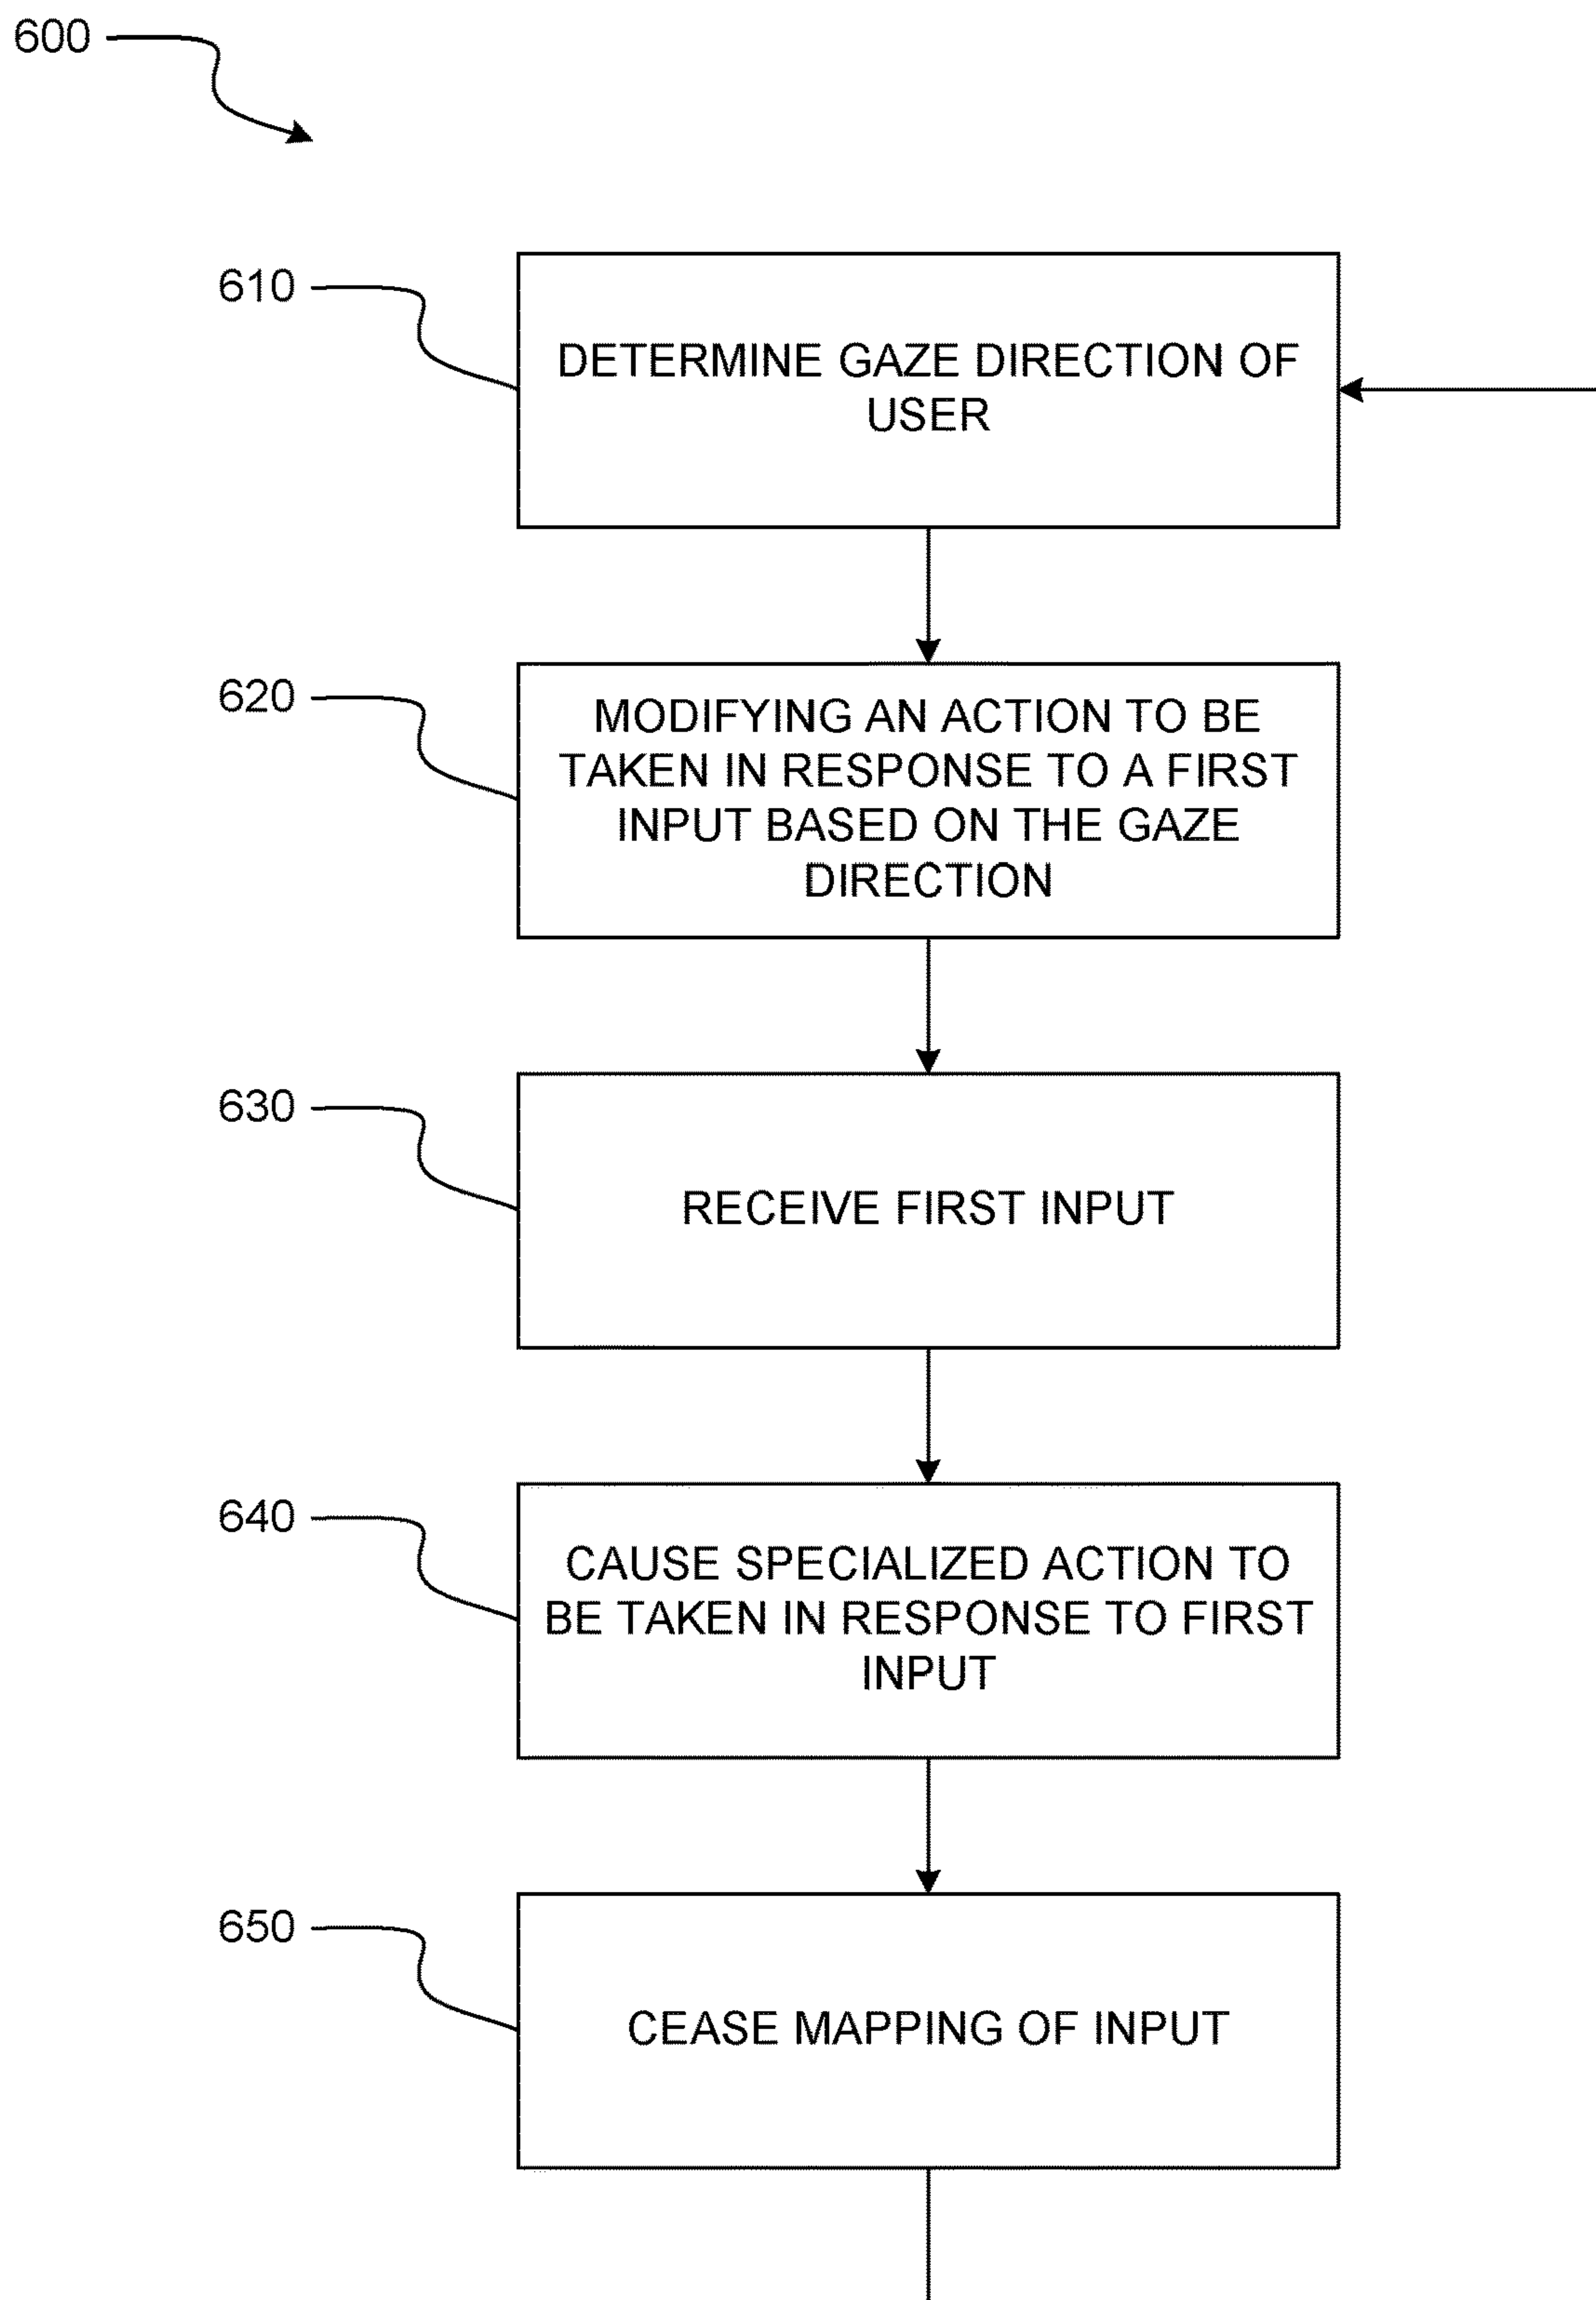 600
610
DETERMINE GAZE DIRECTION OF
USER
620
MODIFYING AN ACTION TO BE
TAKEN IN RESPONSE TO A FIRST
INPUT BASED ON THE GAZE
DIRECTION
630
RECEIVE FIRST INPUT
640
CAUSE SPECIALIZED ACTION TO
BE TAKEN IN RESPONSE TO FIRST
INPUT
650
CEASE MAPPING OF INPUT